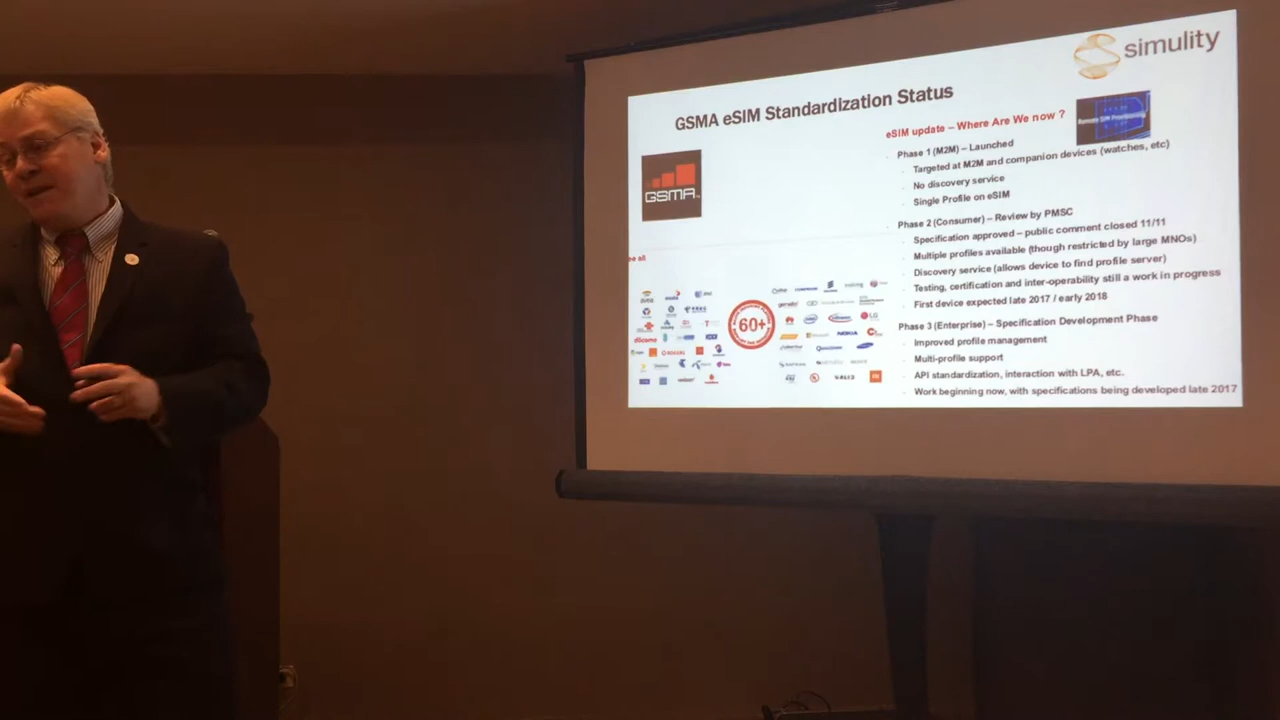 simulity
GSMA eSIM Standardization Status
eSIM update – Where Are We now ?
Remote SIM Provisioning
GSMA
Phase 1 (M2M) – Launched
Targeted at M2M and companion devices (watches, etc)
No discovery service
Single Profile on eSIM
Phase 2 (Consumer) – Review by PMSC
Specification approved – public comment closed 11/11
Multiple profiles available (though restricted by large MNOs)
Discovery service (allows device to find profile server)
Testing, certification and inter-operability still a work in progress
First device expected late 2017 / early 2018
Phase 3 (Enterprise) – Specification Development Phase
Improved profile management
Multi-profile support
API standardization, interaction with LPA, etc.
Work beginning now, with specifications being developed late 2017
60+
LG
NOKIA
docomo
ROGERS
VALID